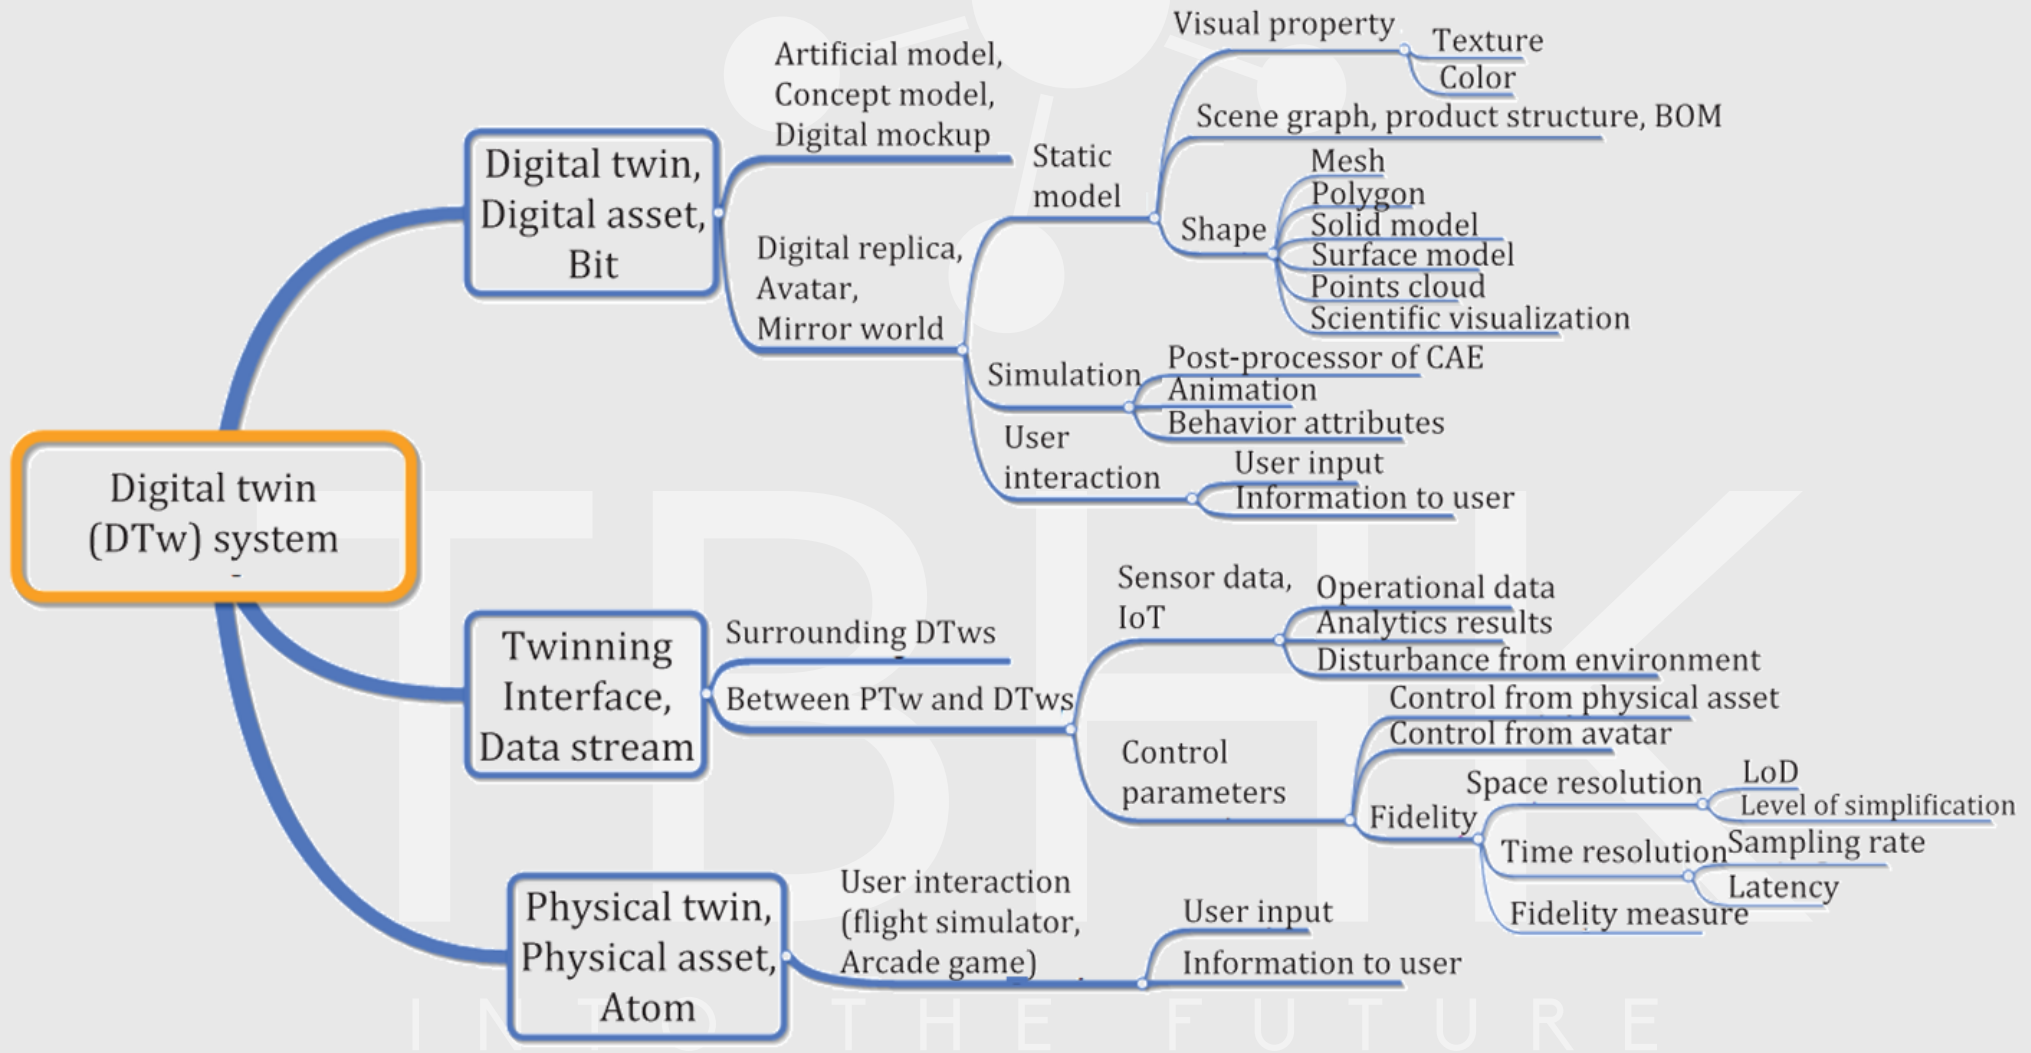 Digital twin
(DTw) system
-
Digital twin,
Digital asset,
Bit
Artificial model,
Concept model,
Digital mockup
Digital replica,
Avatar,
Mirror world
Static
model
Visual property
Texture
Color
Scene graph, product structure, BOM
Shape
Mesh
Polygon
Solid model
Surface model
Points cloud
Scientific visualization
Simulation
Post-processor of CAE
Animation
Behavior attributes
User
interaction
User input
Information to user
Twinning
Interface,
Data stream
Surrounding DTws
Between PTw and DTws
Sensor data,
IoT
Operational data
Analytics results
Disturbance from environment
Control
parameters
Control from physical asset
Control from avatar
Fidelity
Space resolution
LoD
Level of simplification
Time resolution
Sampling rate
Latency
Fidelity measure
Physical twin,
Physical asset,
Atom
User interaction
(flight simulator,
Arcade game)
User input
Information to user
TBHK
INTO THE FUTURE